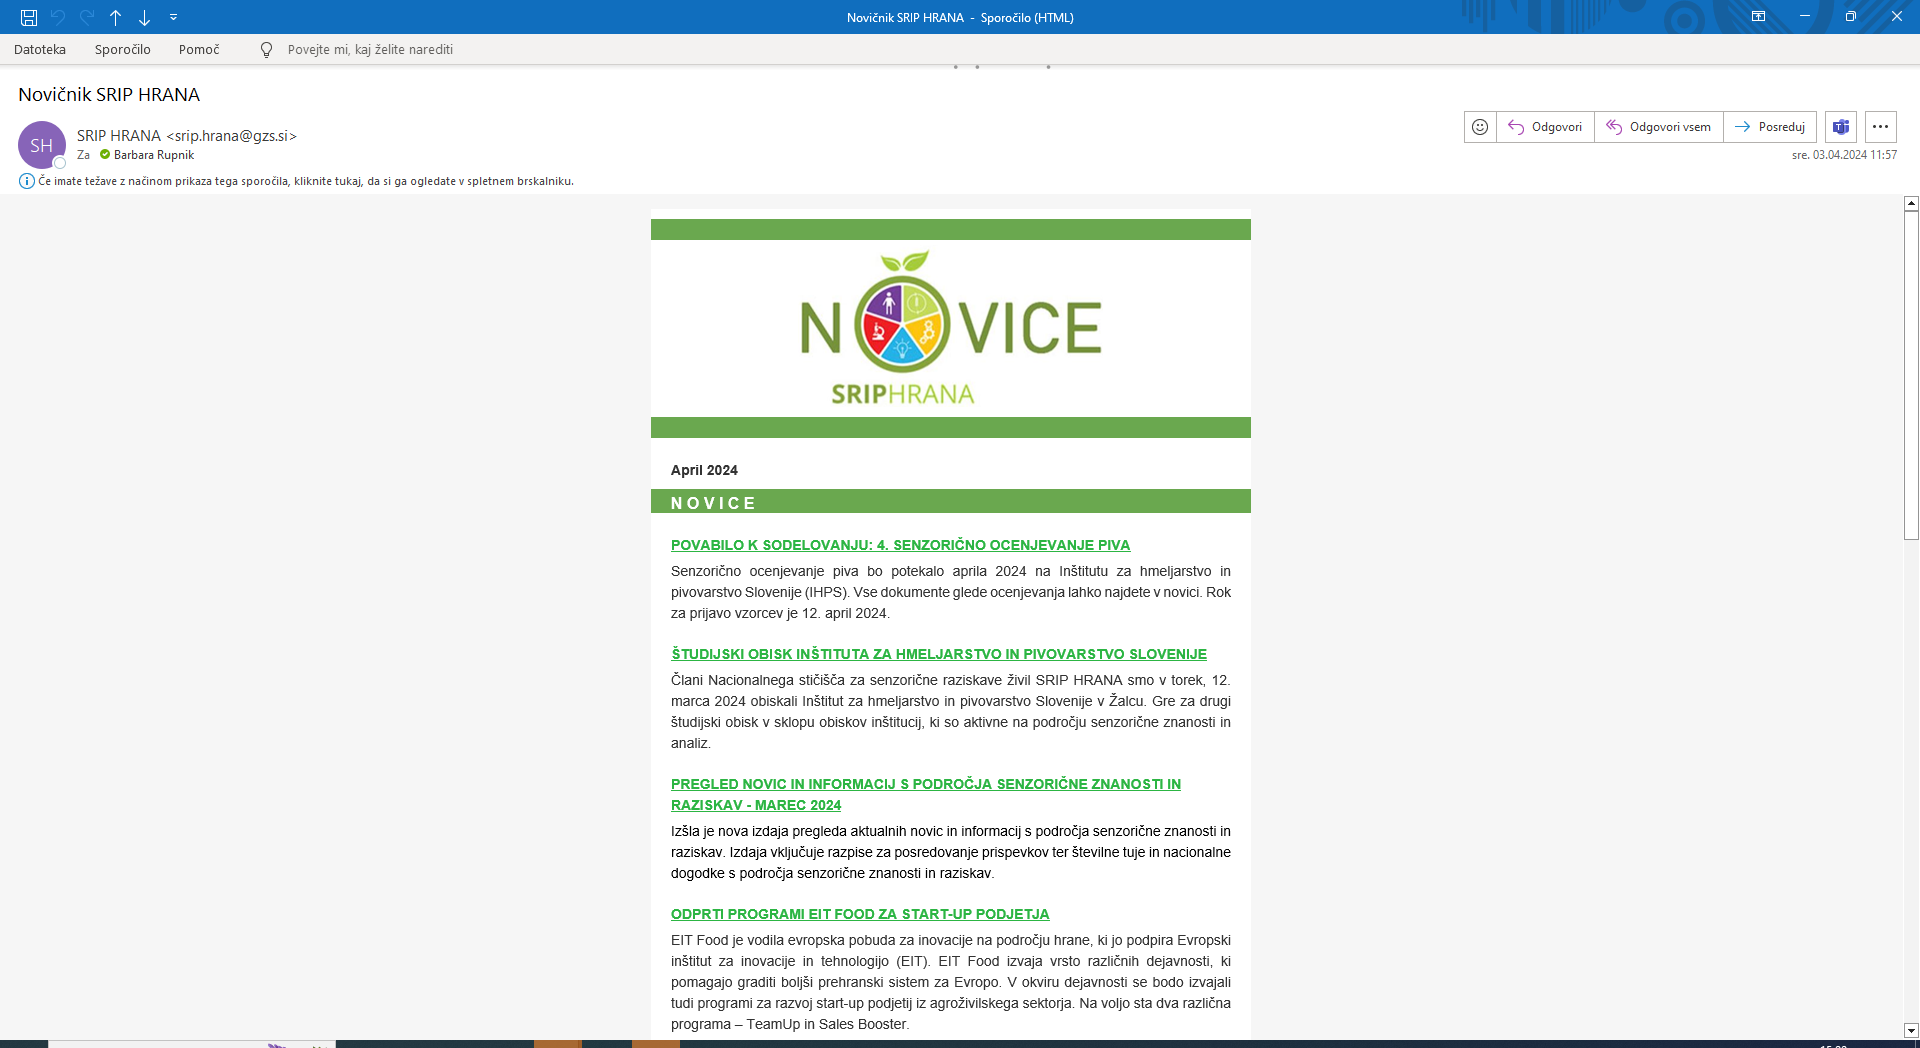 Novičnik SRIP HRANA - Sporočilo (HTML)
Datoteka Sporočilo Pomoč Povejte mi, kaj želite narediti
Novičnik SRIP HRANA
SH
SRIP HRANA <srip.hrana@gzs.si>
Za Barbara Rupnik
Odgovori Odgovori vsem Posreduj
sre. 03.04.2024 11:57
Če imate težave z načinom prikaza tega sporočila, kliknite tukaj, da si ga ogledate v spletnem brskalniku.
NOVICE
SRIPHRANA
April 2024
NOVICE
POVABILO K SODELOVANJU: 4. SENZORIČNO OCENJEVANJE PIVA
Senzorično ocenjevanje piva bo potekalo aprila 2024 na Inštitutu za hmeljarstvo in
pivovarstvo Slovenije (IHPS). Vse dokumente glede ocenjevanja lahko najdete v novici. Rok
za prijavo vzorcev je 12. april 2024.
ŠTUDIJSKI OBISK INŠTITUTA ZA HMELJARSTVO IN PIVOVARSTVO SLOVENIJE
Člani Nacionalnega stičišča za senzorične raziskave živil SRIP HRANA smo v torek, 12.
marca 2024 obiskali Inštitut za hmeljarstvo in pivovarstvo Slovenije v Žalcu. Gre za drugi
študijski obisk v sklopu obiskov inštitucij, ki so aktivne na področju senzorične znanosti in
analiz.
PREGLED NOVIC IN INFORMACIJ S PODROČJA SENZORIČNE ZNANOSTI IN
RAZISKAV - MAREC 2024
Izšla je nova izdaja pregleda aktualnih novic in informacij s področja senzorične znanosti in
raziskav. Izdaja vključuje razpise za posredovanje prispevkov ter številne tuje in nacionalne
dogodke s področja senzorične znanosti in raziskav.
ODPRTI PROGRAMI EIT FOOD ZA START-UP PODJETJA
EIT Food je vodila evropska pobuda za inovacije na področju hrane, ki jo podpira Evropski
inštitut za inovacije in tehnologijo (EIT). EIT Food izvaja vrsto različnih dejavnosti, ki
pomagajo graditi boljši prehranski sistem za Evropo. V okviru dejavnosti se bodo izvajali
tudi programi za razvoj start-up podjetij iz agroživilskega sektorja. Na voljo sta dva različna
programa – TeamUp in Sales Booster.